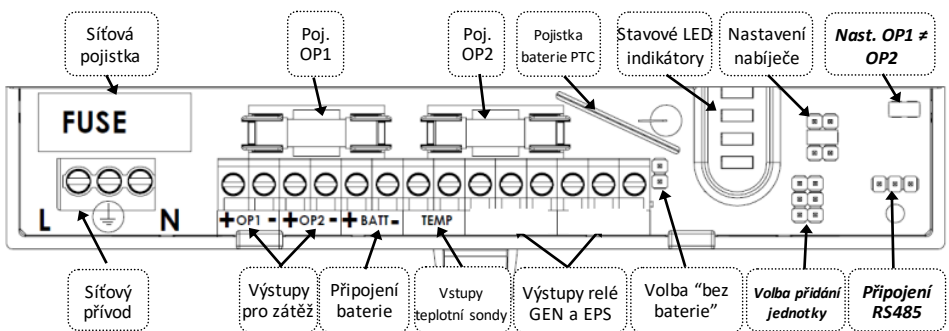 Síťová
pojistka
Poj.
OP1
Poj.
OP2
Pojistka
baterie PTC
Stavové LED
indikátory
Nastavení
nabíječe
Nast. OP1 ≠
OP2
FUSE
L
N
+ OP1 -
+ OP2 -
+ BATT -
TEMP
Síťový
přívod
Výstupy
pro zátěž
Připojení
baterie
Vstupy
teplotní sondy
Výstupy relé
GEN a EPS
Volba “bez
baterie”
Volba přidání
jednotky
Připojení
RS485